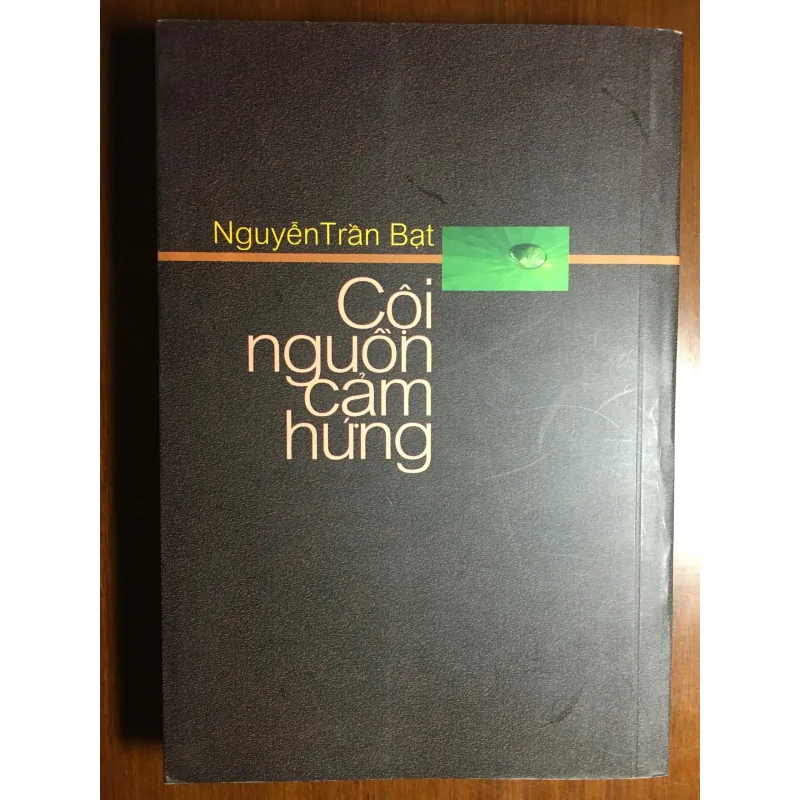 NguyễnTrần Bạt
Cội
nguồn
cảm
hứng